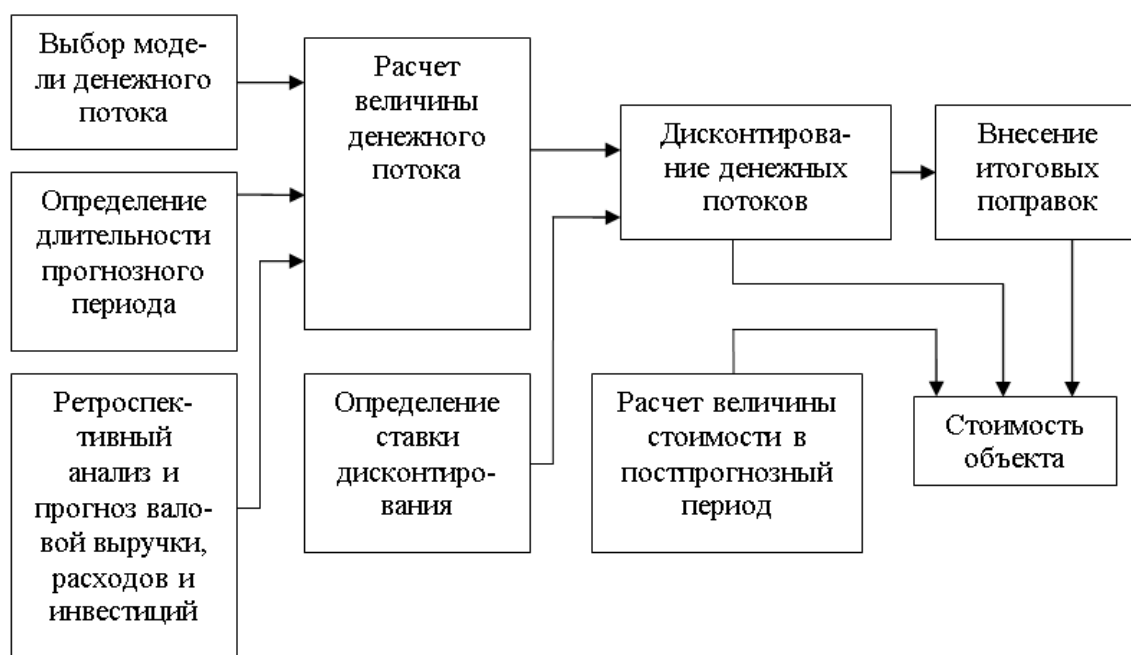 Выбор моде-
ли денежного
потока
Расчет
величины
денежного
потока
Дисконтирова-
ние денежных
потоков
Внесение
итоговых
поправок
Определение
длительности
прогнозного
периода
Ретроспек-
тивный
анализ и
прогноз вало-
вой выручки,
расходов и
инвестиций
Определение
ставки
дисконтиро-
вания
Расчет величины
стоимости в
постпрогнозный
период
Стоимость
объекта